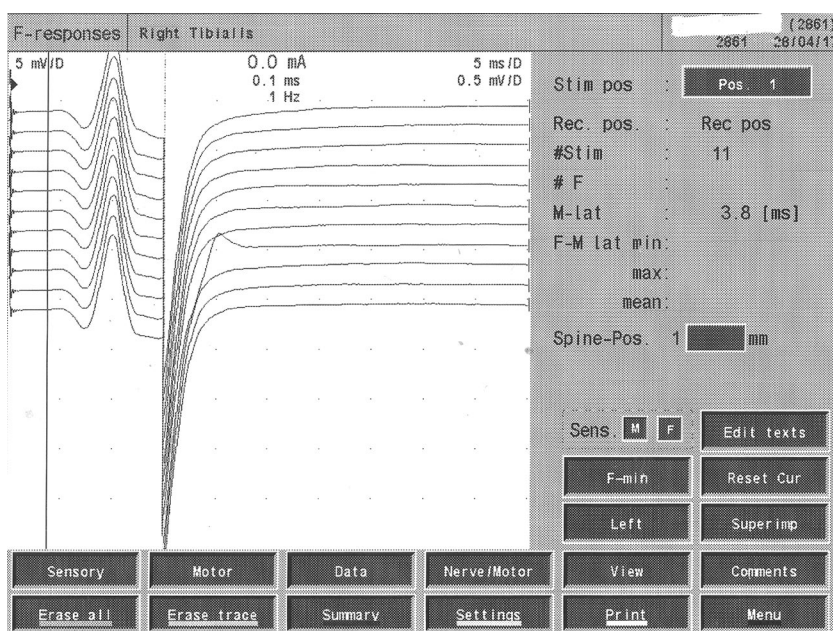 F-responses Right Tibialis
(2861)
2861 28/04/1
5 mV/D 0.0 mA 5 ms/D
0.1 ms 0.5 mV/D
1 Hz
Stim pos : Pos. 1
Rec. pos. : Rec pos
#Stim : 11
# F :
M-lat : 3.8 [ms]
F-M lat min:
max:
mean:
Spine-Pos. 1 mm
Sens. M F Edit texts
F-min Reset Cur
Left Superimp
Sensory Motor Data Nerve/Motor View Comments
Erase all Erase trace Summary Settings Print Menu